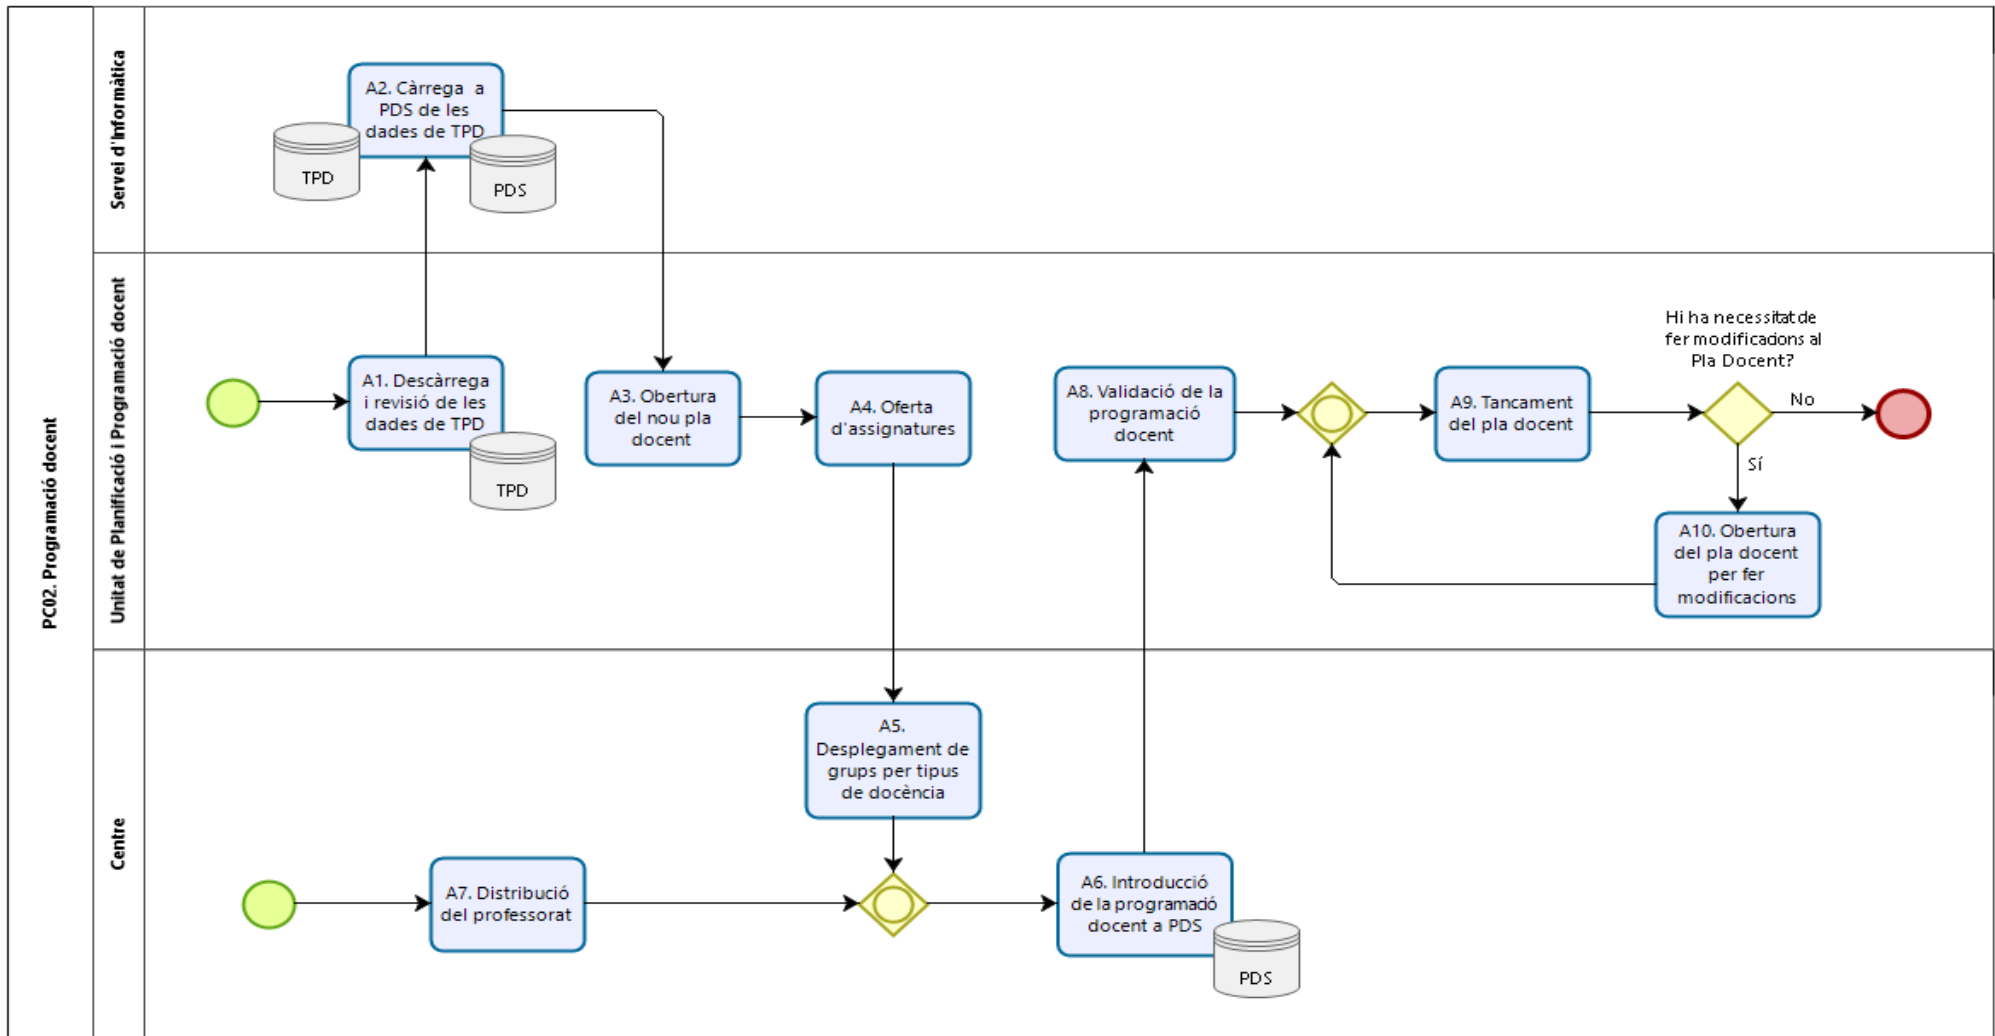 PC02. Programació docent
Servei d'Informàtica
A2. Càrrega a
PDS de les
dades de TPD
TPD
PDS
Unitat de Planificació i Programació docent
A1. Descàrrega
i revisió de les
dades de TPD
TPD
A3. Obertura
del nou pla
docent
A4. Oferta
d'assignatures
A8. Validació de la
programació
docent
A9. Tancament
del pla docent
Hi ha necessitat de
fer modificacions al
Pla Docent?
No
Sí
A10. Obertura
del pla docent
per fer
modificacions
Centre
A5.
Desplegament de
grups per tipus
de docència
A7. Distribució
del professorat
A6. Introducció
de la programació
docent a PDS
PDS